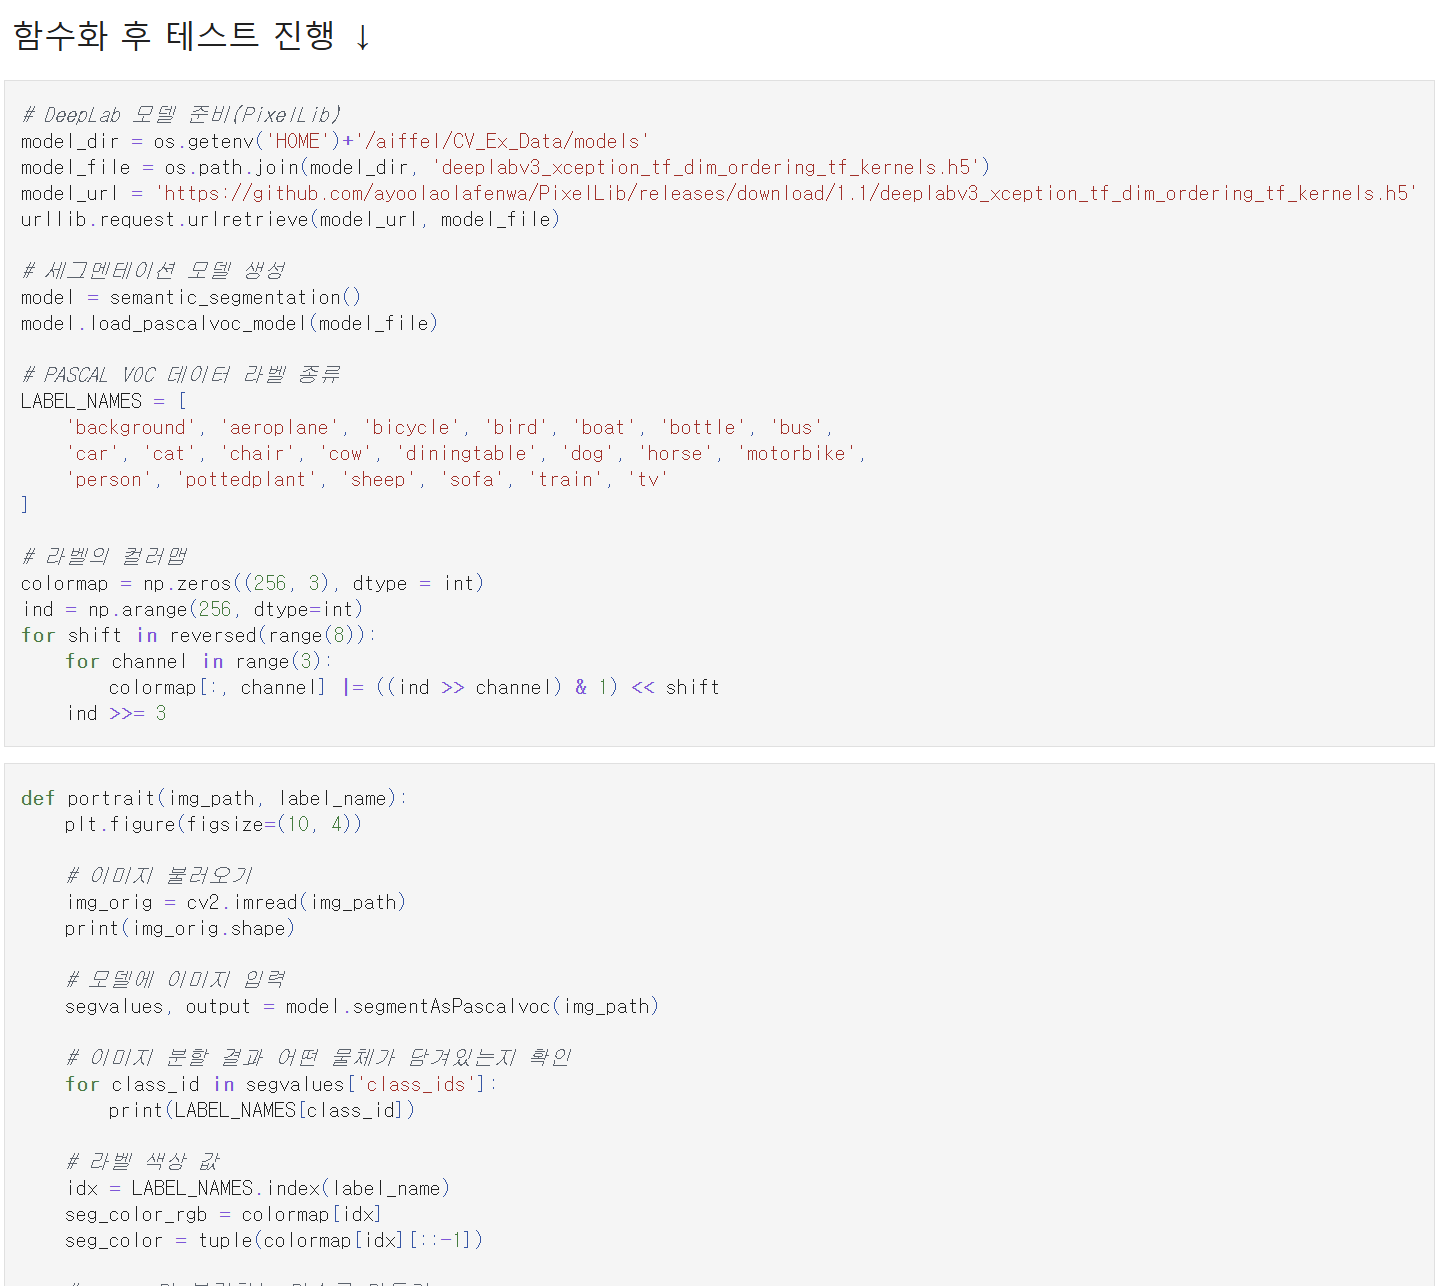 함수화 후 테스트 진행 ↓
# DeepLab 모델 준비(PixelLib)
model_dir = os.getenv('HOME')+'/aiffel/CV_Ex_Data/models'
model_file = os.path.join(model_dir, 'deeplabv3_xception_tf_dim_ordering_tf_kernels.h5')
model_url = 'https://github.com/ayoolaolafenwa/PixelLib/releases/download/1.1/deeplabv3_xception_tf_dim_ordering_tf_kernels.h5'
urllib.request.urlretrieve(model_url, model_file)
# 세그멘테이션 모델 생성
model = semantic_segmentation()
model.load_pascalvoc_model(model_file)
# PASCAL VOC 데이터 라벨 종류
LABEL_NAMES = [
    'background', 'aeroplane', 'bicycle', 'bird', 'boat', 'bottle', 'bus',
    'car', 'cat', 'chair', 'cow', 'diningtable', 'dog', 'horse', 'motorbike',
    'person', 'pottedplant', 'sheep', 'sofa', 'train', 'tv'
]
# 라벨의 컬러맵
colormap = np.zeros((256, 3), dtype = int)
ind = np.arange(256, dtype=int)
for shift in reversed(range(8)):
    for channel in range(3):
        colormap[:, channel] |= ((ind >> channel) & 1) << shift
    ind >>= 3
def portrait(img_path, label_name):
    plt.figure(figsize=(10, 4))
    # 이미지 불러오기
    img_orig = cv2.imread(img_path)
    print(img_orig.shape)
    # 모델에 이미지 입력
    segvalues, output = model.segmentAsPascalvoc(img_path)
    # 이미지 분할 결과 어떤 물체가 담겨있는지 확인
    for class_id in segvalues['class_ids']:
        print(LABEL_NAMES[class_id])
    # 라벨 색상 값
    idx = LABEL_NAMES.index(label_name)
    seg_color_rgb = colormap[idx]
    seg_color = tuple(colormap[idx][::-1])